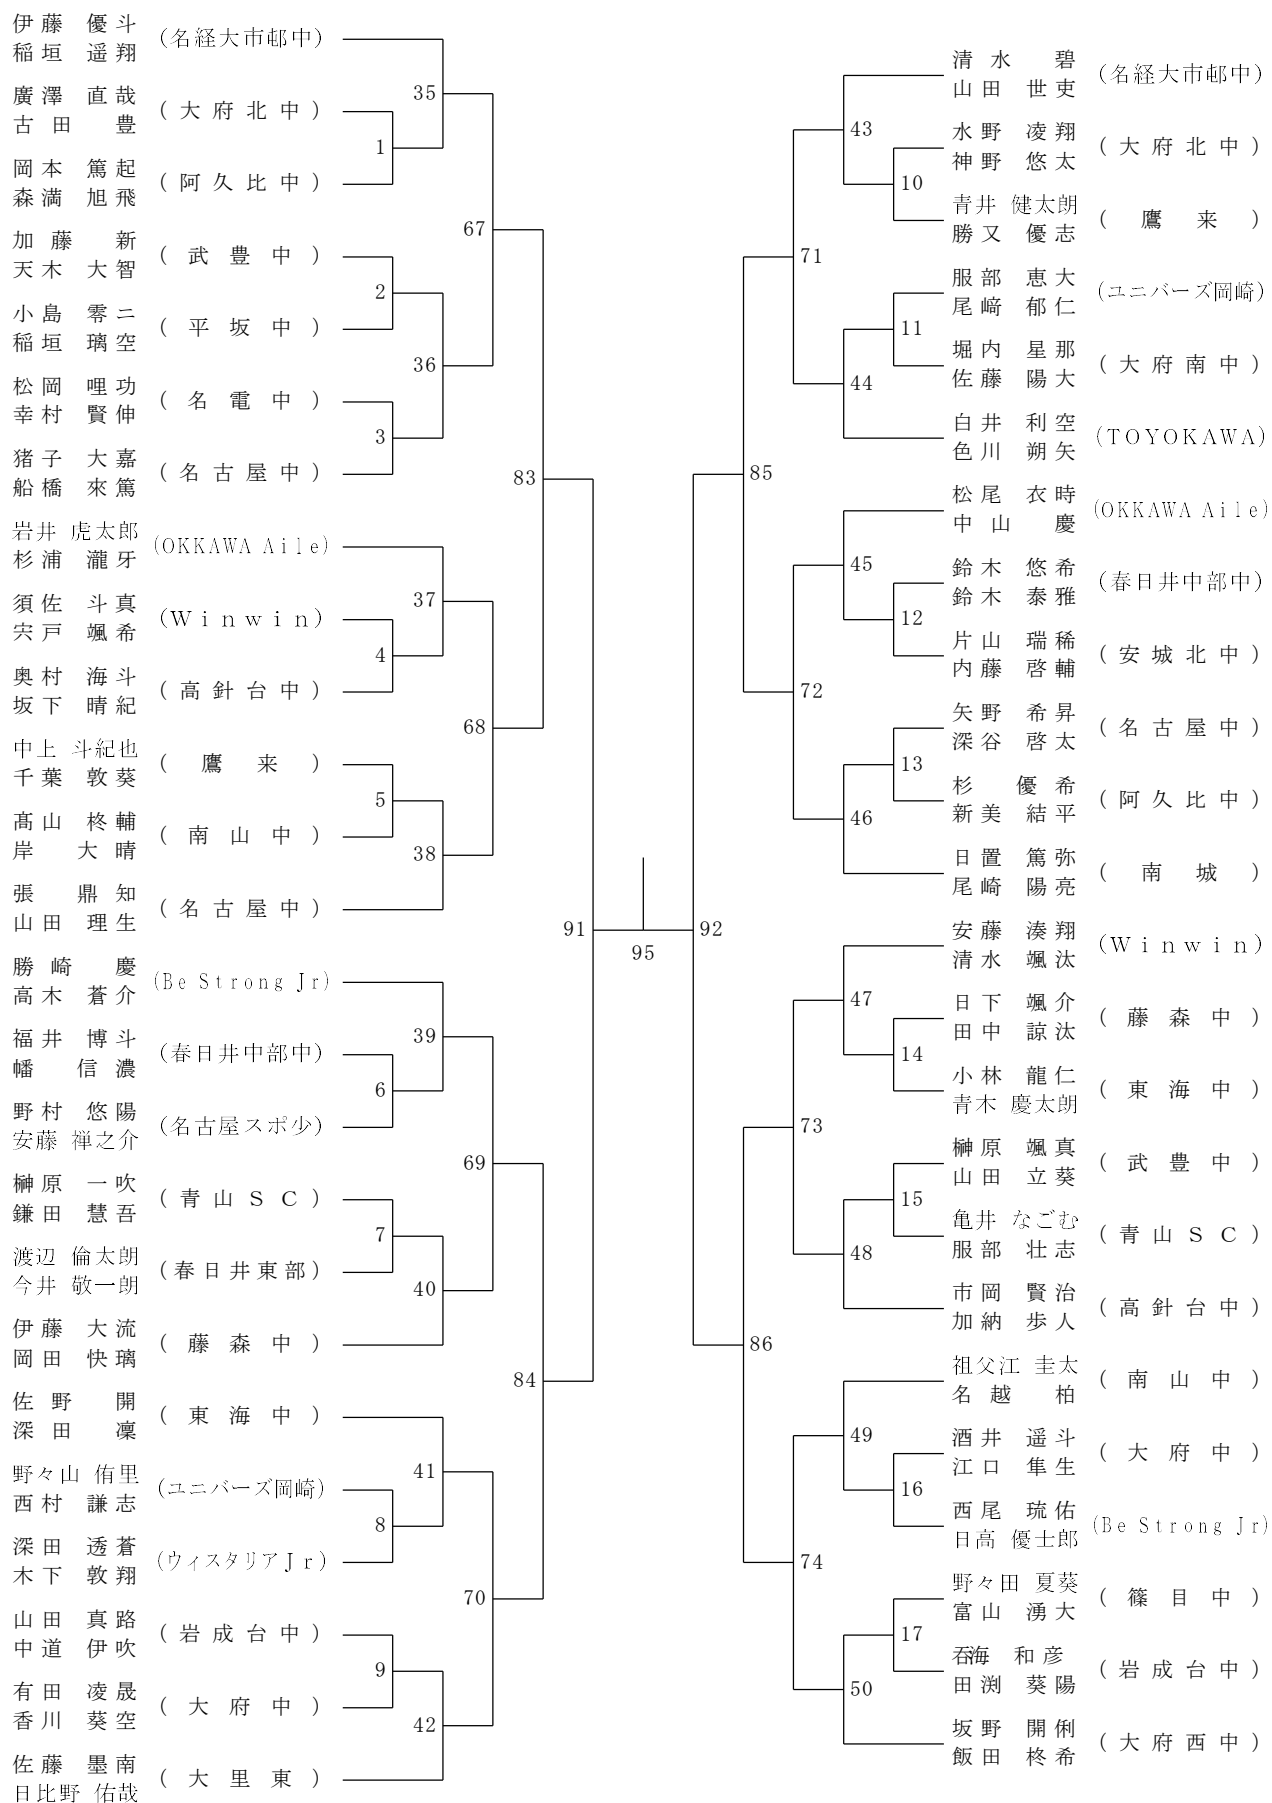 伊藤 優斗
稲垣 遥翔
(名経大市邨中)
廣澤 直哉
古田 豊
(大府北中)
岡本 篤起
森満 旭飛
(阿久比中)
加藤 新
天木 大智
(武豊中)
小島 零二
稲垣 璃空
(平坂中)
松岡 哩功
幸村 賢伸
(名電中)
猪子 大嘉
船橋 來篤
(名古屋中)
岩井 虎太郎
杉浦 瀧牙
(OKKAWA Aile)
須佐 斗真
宍戸 颯希
(Winwin)
奥村 海斗
坂下 晴紀
(高針台中)
中上 斗紀也
千葉 敦葵
(鷹来)
髙山 柊輔
岸 大晴
(南山中)
張 鼎知
山田 理生
(名古屋中)
勝崎 慶
高木 蒼介
(Be Strong Jr)
福井 博斗
幡 信濃
(春日井中部中)
野村 悠陽
安藤 禅之介
(名古屋スポ少)
榊原 一吹
鎌田 慧吾
(青山SC)
渡辺 倫太朗
今井 敬一朗
(春日井東部)
伊藤 大流
岡田 快璃
(藤森中)
佐野 開
深田 凜
(東海中)
野々山 侑里
西村 謙志
(ユニバーズ岡崎)
深田 透蒼
木下 敦翔
(ウィスタリアJr)
山田 真路
中道 伊吹
(岩成台中)
有田 凌晟
香川 葵空
(大府中)
佐藤 墨南
日比野 佑哉
(大里東)
35
1
67
2
36
3
83
37
4
68
5
38
91
39
6
69
7
40
84
41
8
70
9
42
95
92
43
10
71
11
44
85
45
12
72
13
46
47
14
73
15
48
86
49
16
74
17
50
清水 碧
山田 世吏
(名経大市邨中)
水野 凌翔
神野 悠太
(大府北中)
青井 健太朗
勝又 優志
(鷹来)
服部 恵大
尾﨑 郁仁
(ユニバーズ岡崎)
堀内 星那
佐藤 陽大
(大府南中)
白井 利空
色川 朔矢
(TOYOKAWA)
松尾 衣時
中山 慶
(OKKAWA Aile)
鈴木 悠希
鈴木 泰雅
(春日井中部中)
片山 瑞稀
内藤 啓輔
(安城北中)
矢野 希昇
深谷 啓太
(名古屋中)
杉 優希
新美 結平
(阿久比中)
日置 篤弥
尾崎 陽亮
(南城)
安藤 湊翔
清水 颯汰
(Winwin)
日下 颯介
田中 諒汰
(藤森中)
小林 龍仁
青木 慶太朗
(東海中)
榊原 颯真
山田 立葵
(武豊中)
亀井 なごむ
服部 壮志
(青山SC)
市岡 賢治
加納 歩人
(高針台中)
祖父江 圭太
名越 柏
(南山中)
酒井 遥斗
江口 隼生
(大府中)
西尾 琉佑
日高 優士郎
(Be Strong Jr)
野々田 夏葵
富山 湧大
(篠目中)
吞海 和彦
田渕 葵陽
(岩成台中)
坂野 開俐
飯田 柊希
(大府西中)